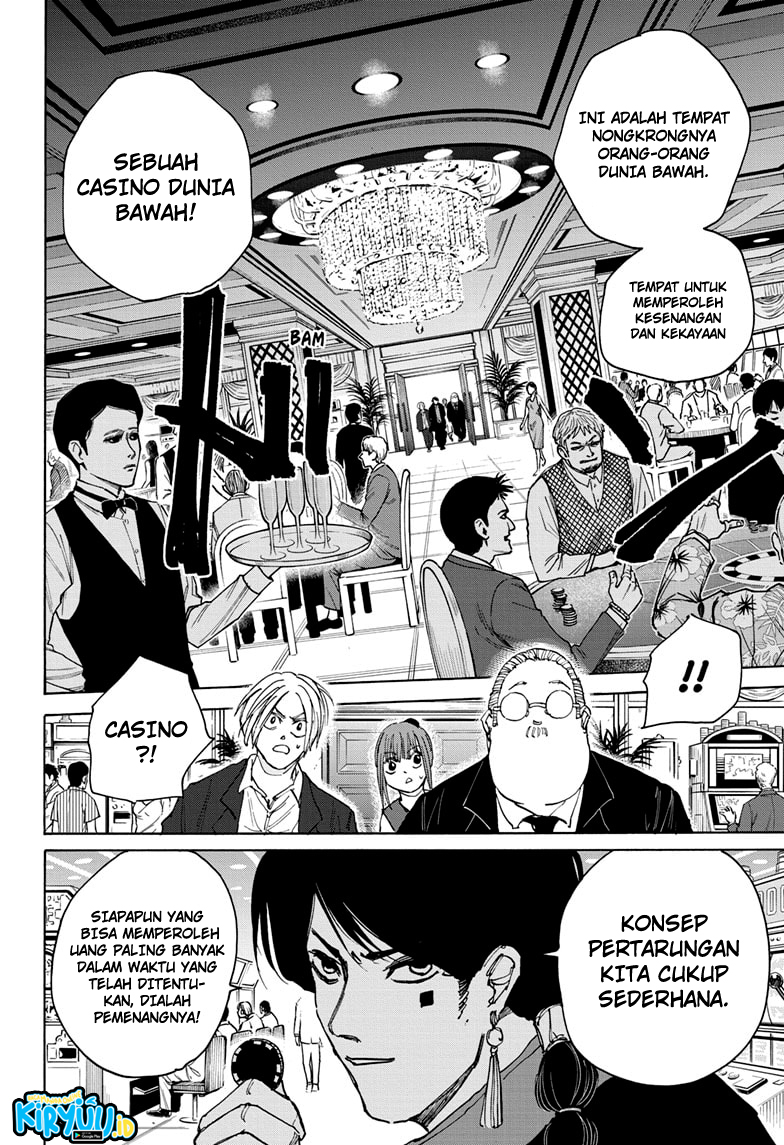 INI ADALAH TEMPAT
NONGKRONGNYA
ORANG-ORANG
DUNIA BAWAH.
TEMPAT UNTUK
MEMPEROLEH
KESENANGAN
DAN KEKAYAAN
SEBUAH
CASINO DUNIA
BAWAH!
BAM
!!
CASINO
?!
KONSEP
PERTARUNGAN
KITA CUKUP
SEDERHANA.
SIAPAPUN YANG
BISA MEMPEROLEH
UANG PALING BANYAK
DALAM WAKTU YANG
TELAH DITENTU-
KAN, DIALAH
PEMENANGNYA!
KIRYUU.iD